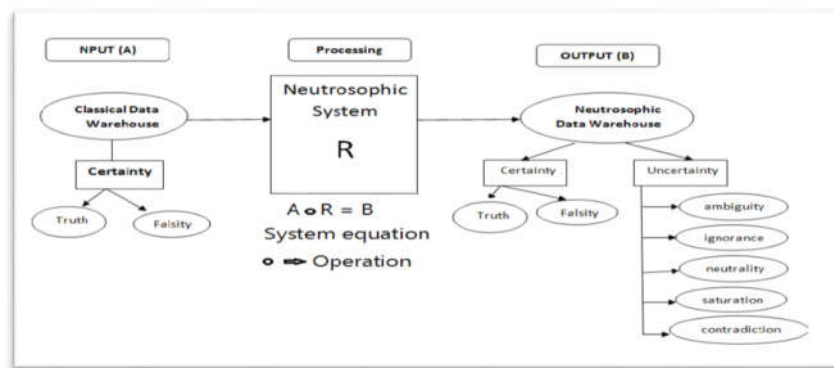 NPUT (A)
Processing
OUTPUT (B)
Classical Data
Warehouse
Certainty
Truth
Falsity
Neutrosophic
System
R
A o R = B
System equation
o ⇒ Operation
Neutrosophic
Data Warehouse
Certainty
Truth
Falsity
Uncertainty
ambiguity
ignorance
neutrality
saturation
contradiction